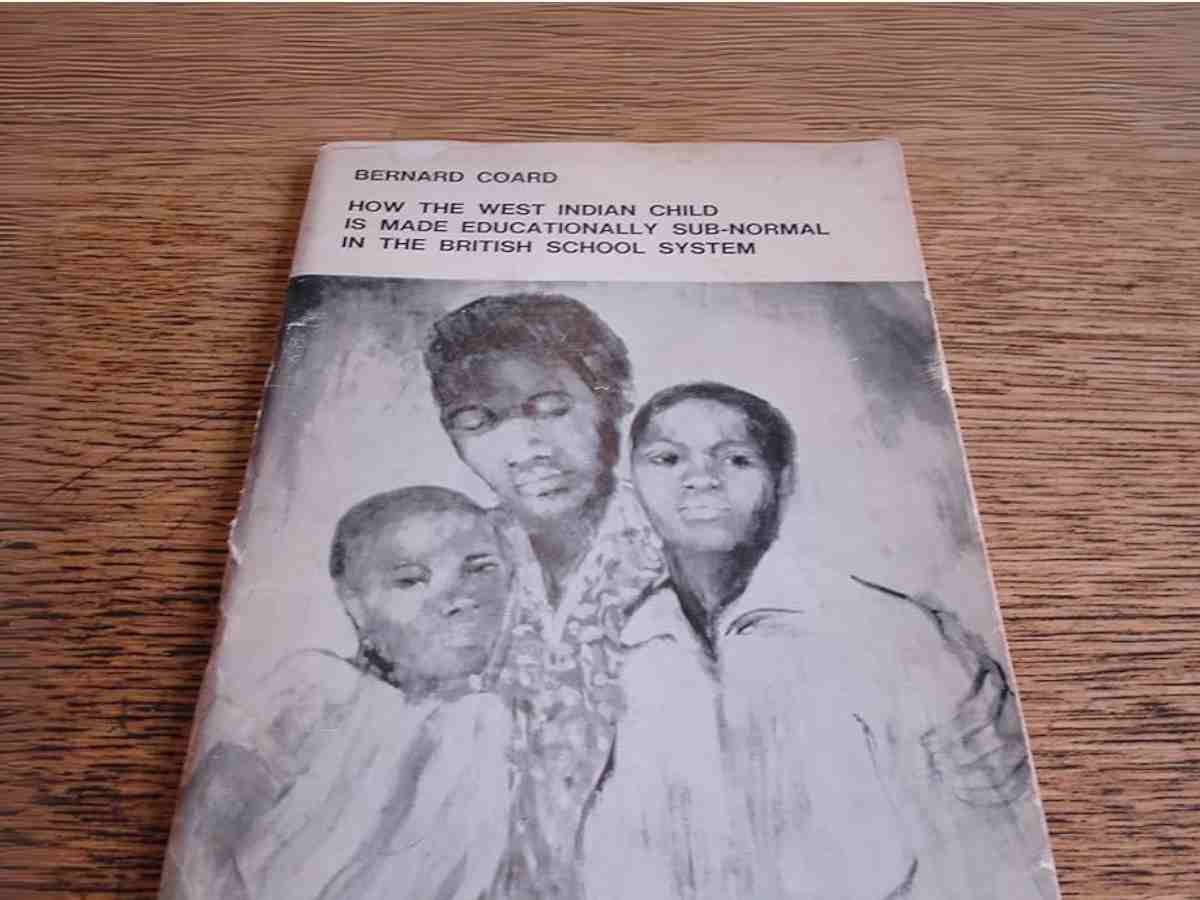 BERNARD COARD
HOW THE WEST INDIAN CHILD
IS MADE EDUCATIONALLY SUB-NORMAL
IN THE BRITISH SCHOOL SYSTEM